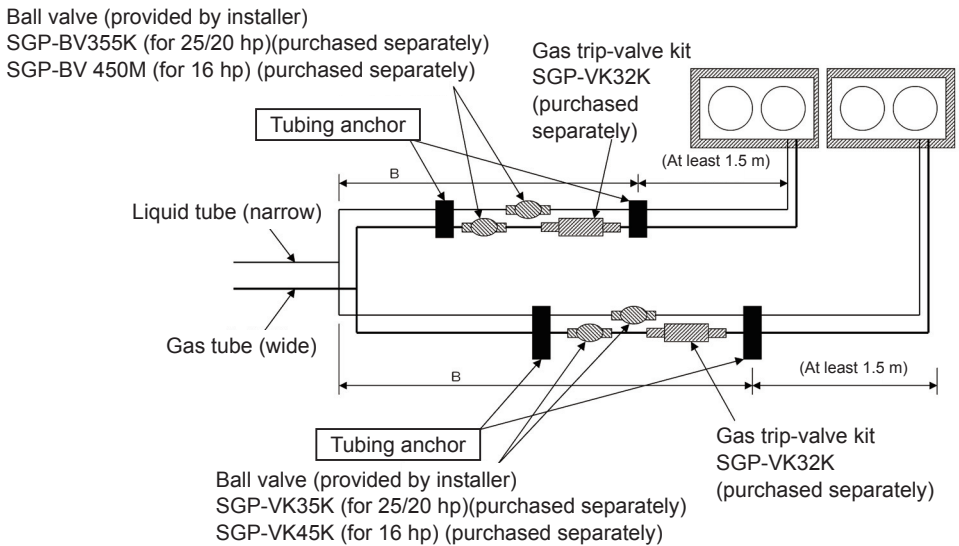 Ball valve (provided by installer)
SGP-BV355K (for 25/20 hp)(purchased separately)
SGP-BV 450M (for 16 hp) (purchased separately)
Gas trip-valve kit
SGP-VK32K
(purchased
separately)
Tubing anchor
(At least 1.5 m)
B
Liquid tube (narrow)
Gas tube (wide)
B
(At least 1.5 m)
Tubing anchor
Gas trip-valve kit
SGP-VK32K
(purchased separately)
Ball valve (provided by installer)
SGP-VK35K (for 25/20 hp)(purchased separately)
SGP-VK45K (for 16 hp) (purchased separately)